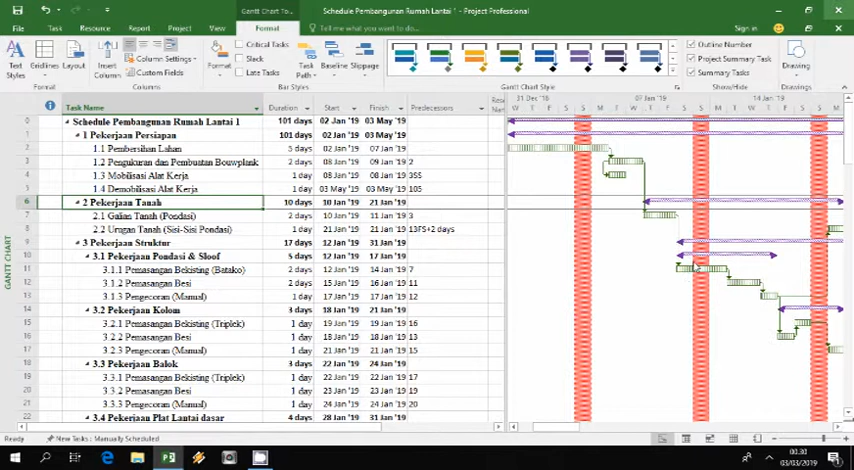 Gantt Chart To...
Schedule Pembangunan Rumah Lantai 1 - Project Professional
File Task Resource Report Project View Format Tell me what you want to do... Sign in
Text Styles
Gridlines
Layout
Insert Column
Column Settings
Custom Fields
Format
Critical Tasks
Slack
Late Tasks
Task Path
Baseline
Slippage
Outline Number
Project Summary Task
Summary Tasks
Drawing
Bar Styles
Gantt Chart Style
Show/Hide
Task Name Duration Start Finish Predecessors
31 Dec '18 07 Jan '19 14 Jan '19
0 Schedule Pembangunan Rumah Lantai 1 101 days 02 Jan '19 03 May '19
1 1 Pekerjaan Persiapan 101 days 02 Jan '19 03 May '19
2 1.1 Pembersihan Lahan 5 days 02 Jan '19 07 Jan '19
3 1.2 Pengukuran dan Pembuatan Bouwplank 2 days 08 Jan '19 09 Jan '19 2
4 1.3 Mobilisasi Alat Kerja 1 day 08 Jan '19 08 Jan '19 3SS
5 1.4 Demobilisasi Alat Kerja 1 day 03 May '19 03 May '19 105
6 2 Pekerjaan Tanah 10 days 10 Jan '19 21 Jan '19
7 2.1 Galian Tanah (Pondasi) 2 days 10 Jan '19 11 Jan '19 3
8 2.2 Urugan Tanah (Sisi-Sisi Pondasi) 1 day 21 Jan '19 21 Jan '19 13FS+2 days
9 3 Pekerjaan Struktur 17 days 12 Jan '19 31 Jan '19
10 3.1 Pekerjaan Pondasi & Sloof 5 days 12 Jan '19 17 Jan '19
11 3.1.1 Pemasangan Bekisting (Batako) 2 days 12 Jan '19 14 Jan '19 7
12 3.1.2 Pemasangan Besi 2 days 15 Jan '19 16 Jan '19 11
13 3.1.3 Pengecoran (Manual) 1 day 17 Jan '19 17 Jan '19 12
14 3.2 Pekerjaan Kolom 3 days 18 Jan '19 21 Jan '19
15 3.2.1 Pemasangan Bekisting (Triplek) 1 day 19 Jan '19 19 Jan '19 16
16 3.2.2 Pemasangan Besi 1 day 18 Jan '19 18 Jan '19 13
17 3.2.3 Pengecoran (Manual) 1 day 21 Jan '19 21 Jan '19 15
18 3.3 Pekerjaan Balok 3 days 22 Jan '19 24 Jan '19
19 3.3.1 Pemasangan Bekisting (Triplek) 1 day 22 Jan '19 22 Jan '19 17
20 3.3.2 Pemasangan Besi 1 day 23 Jan '19 23 Jan '19 19
21 3.3.3 Pengecoran (Manual) 1 day 24 Jan '19 24 Jan '19 20
22 3.4 Pekerjaan Plat Lantai dasar 4 days 28 Jan '19 31 Jan '19
GANTT CHART
Ready New Tasks : Manually Scheduled
00.30
03/03/2019